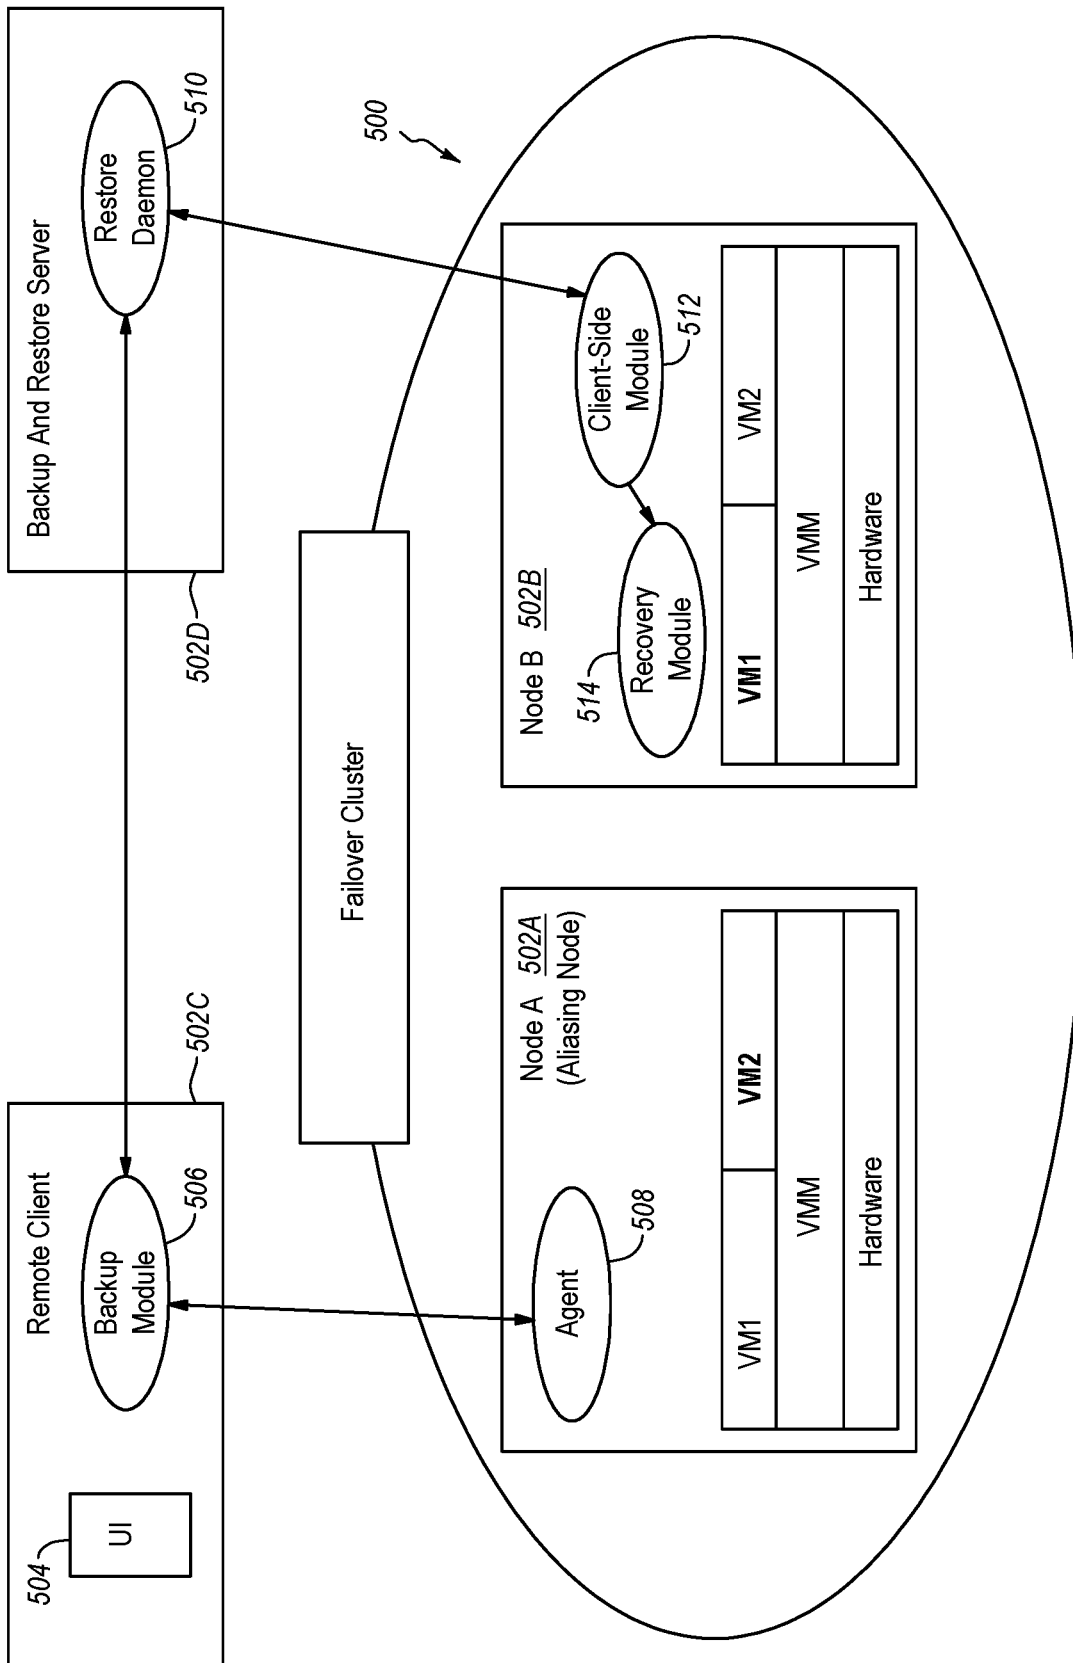 Remote Client
502C
504
UI
Backup
Module
506
502D
Backup And Restore Server
Restore
Daemon
510
500
Failover Cluster
Node A 502A
(Aliasing Node)
Agent
508
VM1
VM2
VMM
Hardware
Node B 502B
514
Recovery
Module
Client-Side
Module
512
VM1
VM2
VMM
Hardware